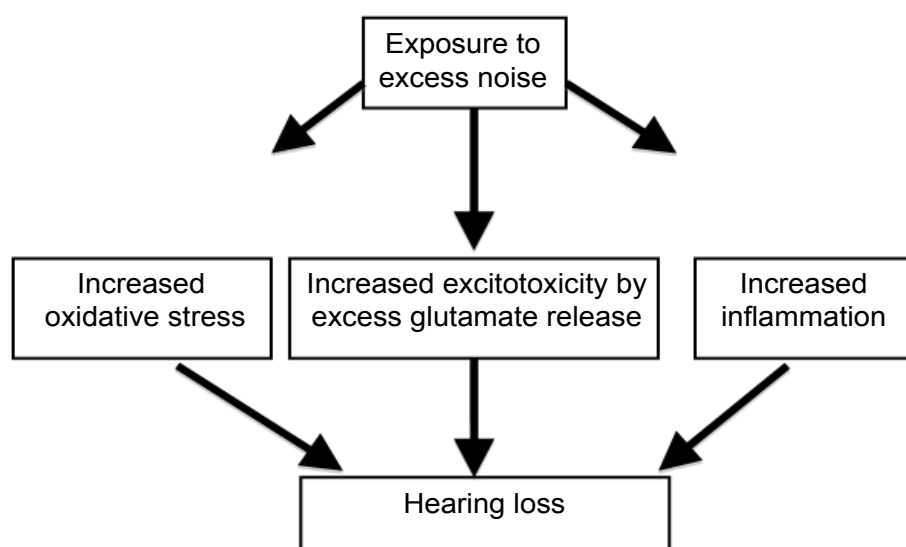 Exposure to
excess noise
Increased
oxidative stress
Increased excitotoxicity by
excess glutamate release
Increased
inflammation
Hearing loss